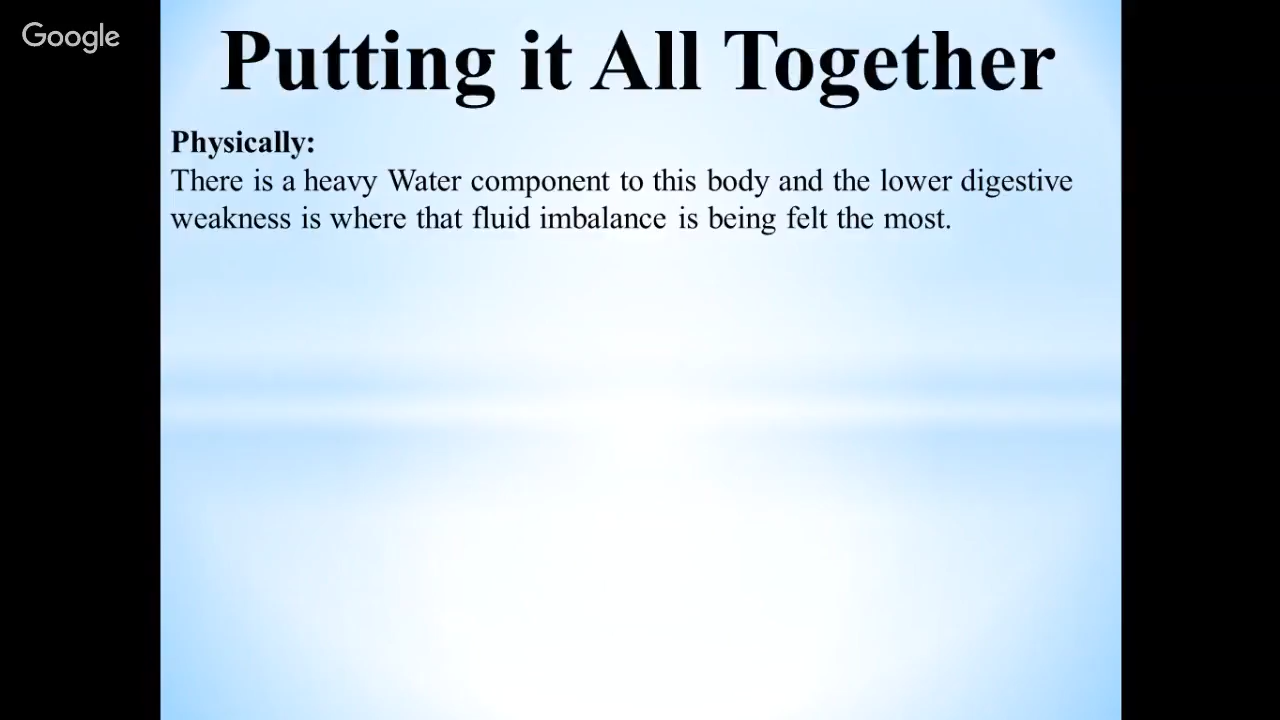 Google
Putting it All Together
Physically:
There is a heavy Water component to this body and the lower digestive
weakness is where that fluid imbalance is being felt the most.